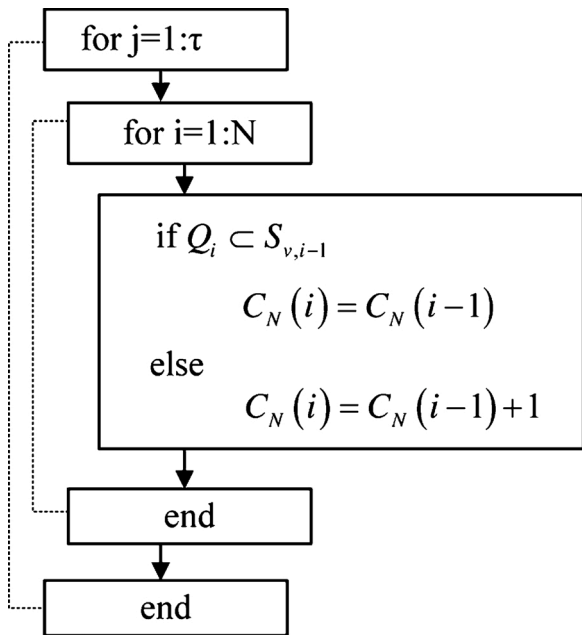 for j=1:τ
for i=1:N
if Q_i ⊂ S_{v,i−1}
C_N (i) = C_N (i−1)
else
C_N (i) = C_N (i−1)+1
end
end